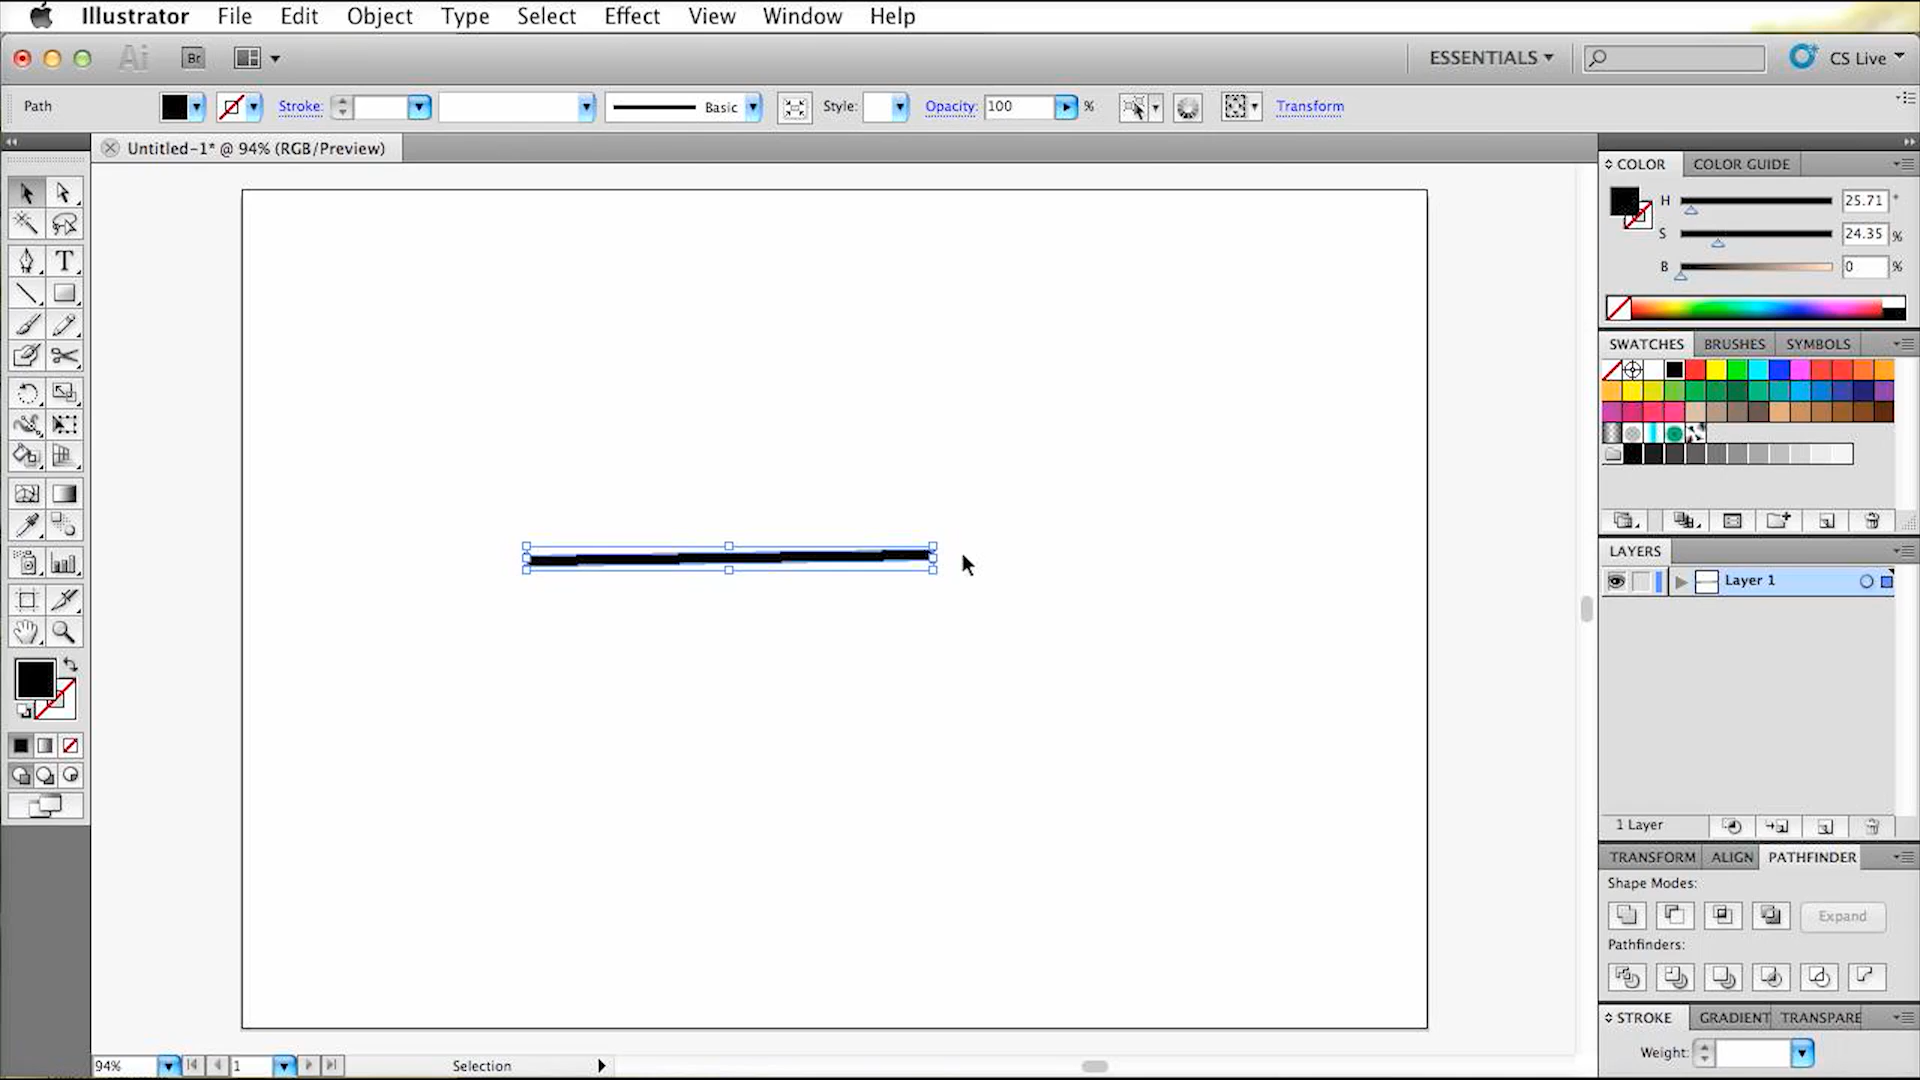 Illustrator File Edit Object Type Select Effect View Window Help
Ai Br ESSENTIALS CS Live
Path Stroke: Basic Style: Opacity: 100 % Transform
Untitled-1* @ 94% (RGB/Preview)
COLOR COLOR GUIDE
H 25.71 °
S 24.35 %
B 0 %
SWATCHES BRUSHES SYMBOLS
LAYERS
Layer 1
1 Layer
TRANSFORM ALIGN PATHFINDER
Shape Modes:
Expand
Pathfinders:
STROKE GRADIENT TRANSPARE
Weight:
94% 1 Selection
T